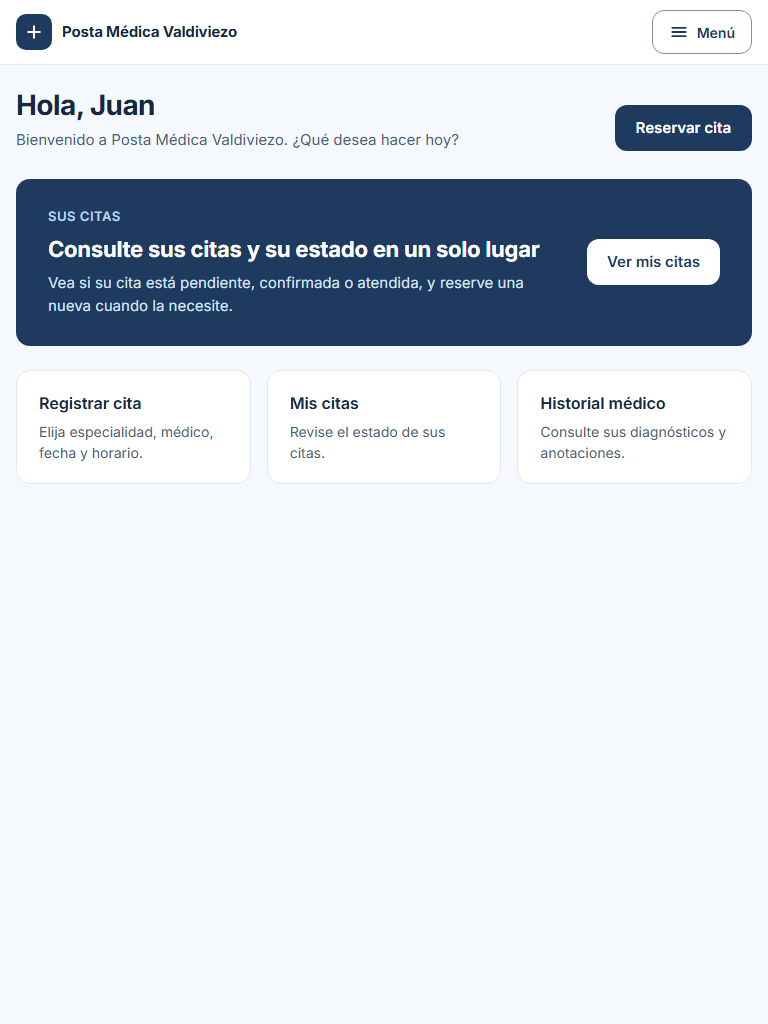 Posta Médica Valdiviezo
Menú
Hola, Juan
Bienvenido a Posta Médica Valdiviezo. ¿Qué desea hacer hoy?
Reservar cita
SUS CITAS
Consulte sus citas y su estado en un solo lugar
Vea si su cita está pendiente, confirmada o atendida, y reserve una
nueva cuando la necesite.
Ver mis citas
Registrar cita
Elija especialidad, médico,
fecha y horario.
Mis citas
Revise el estado de sus
citas.
Historial médico
Consulte sus diagnósticos y
anotaciones.